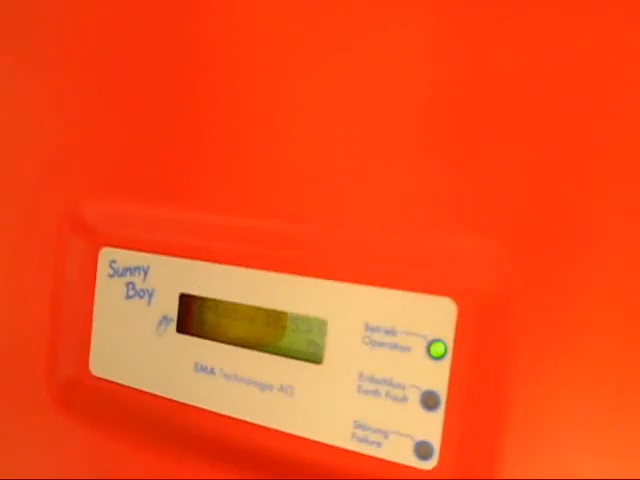 Sunny
Boy
SMA Technologie AG
Betrieb
Operation
Erdschluss
Earth Fault
Störung
Failure